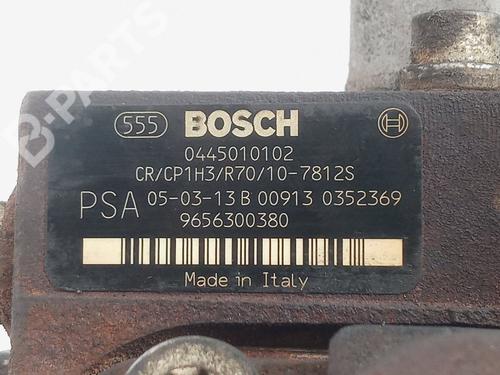 555 BOSCH
0445010102
CR/CP1H3/R70/10-7812S
PSA 05-03-13 B 00913 0352369
9656300380
Made in Italy
B-PARTS
B-PARTS